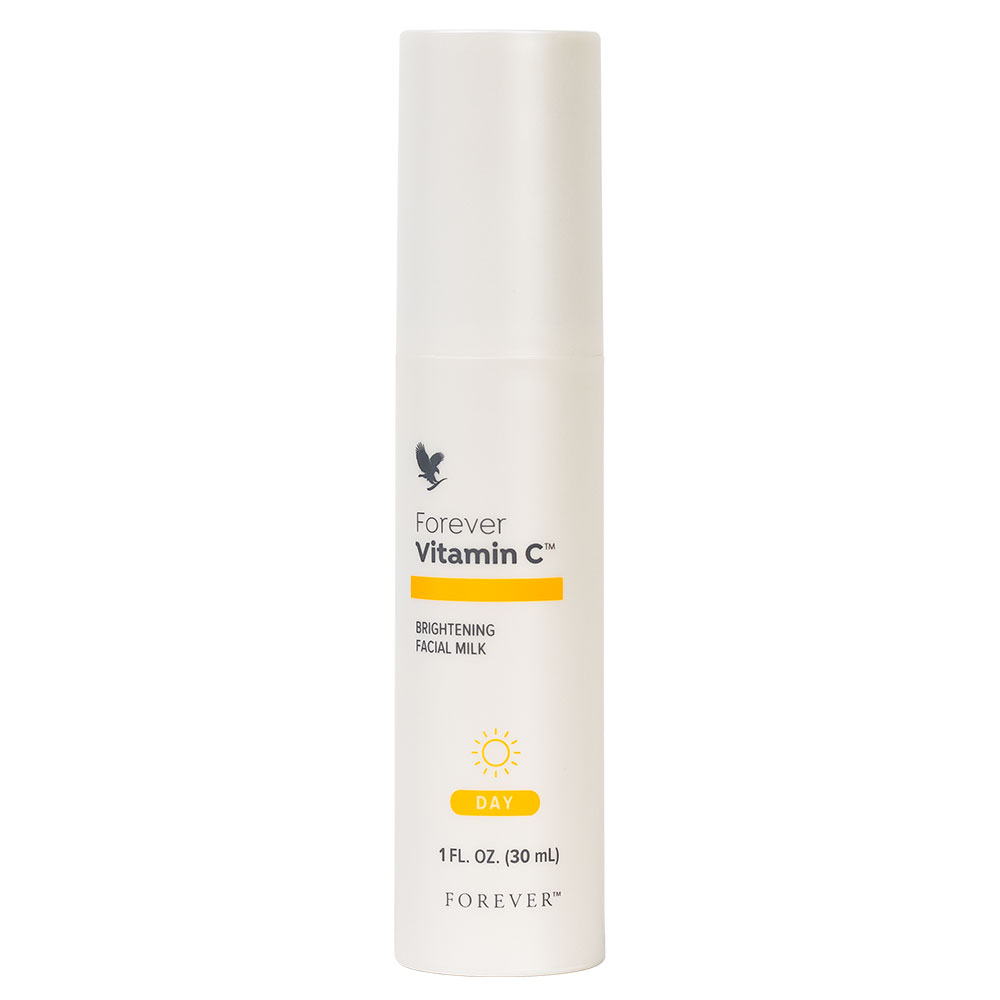 Forever
Vitamin C™
BRIGHTENING
FACIAL MILK
DAY
1 FL. OZ. (30 mL)
FOREVER™